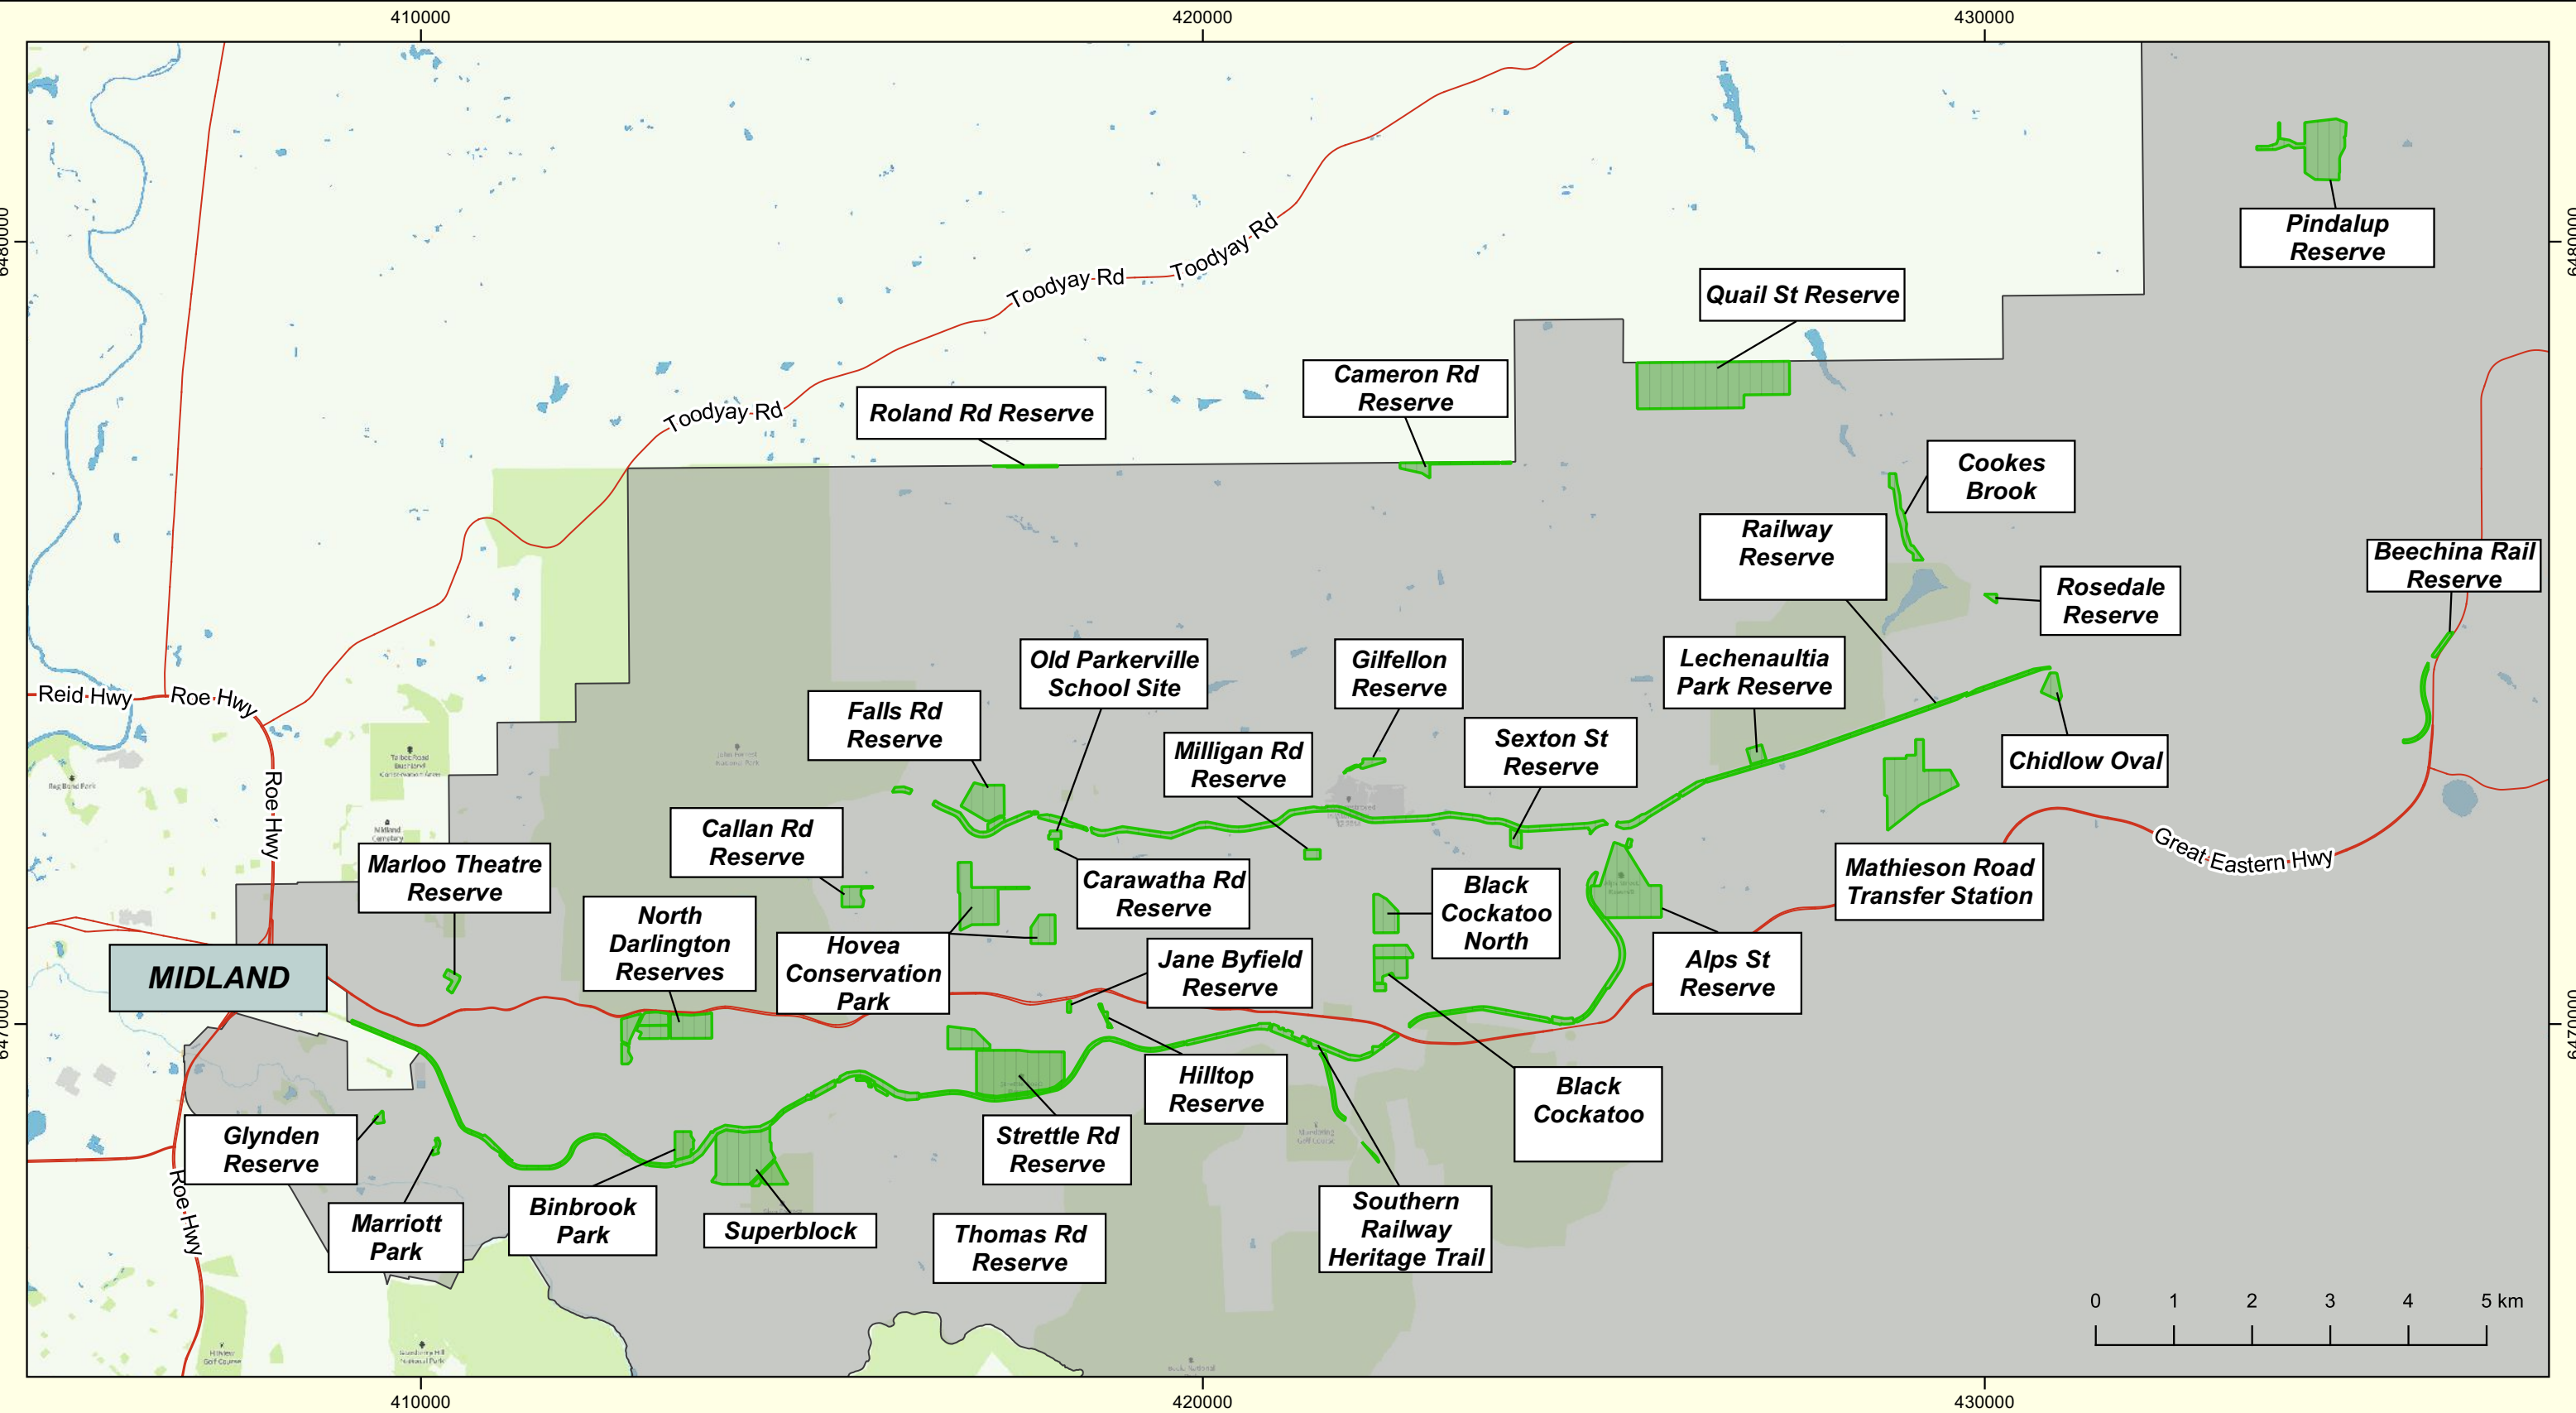 410000
420000
430000
6480000
6480000
Pindalup
Reserve
Toodyay Rd
Toodyay Rd
Quail St Reserve
Cameron Rd
Reserve
Roland Rd Reserve
Toodyay Rd
Cookes
Brook
Railway
Reserve
Beechina Rail
Reserve
Rosedale
Reserve
Old Parkerville
School Site
Gilfellon
Reserve
Lechenaultia
Park Reserve
Reid Hwy
Roe Hwy
Falls Rd
Reserve
Milligan Rd
Reserve
Sexton St
Reserve
Chidlow Oval
Roe Hwy
Callan Rd
Reserve
Great Eastern Hwy
Marloo Theatre
Reserve
Carawatha Rd
Reserve
Black
Cockatoo
North
Mathieson Road
Transfer Station
North
Darlington
Reserves
Hovea
Conservation
Park
Jane Byfield
Reserve
Alps St
Reserve
MIDLAND
6470000
6470000
Hilltop
Reserve
Black
Cockatoo
Glynden
Reserve
Strettle Rd
Reserve
Roe Hwy
Marriott
Park
Binbrook
Park
Superblock
Thomas Rd
Reserve
Southern
Railway
Heritage Trail
0 1 2 3 4 5 km
410000
420000
430000